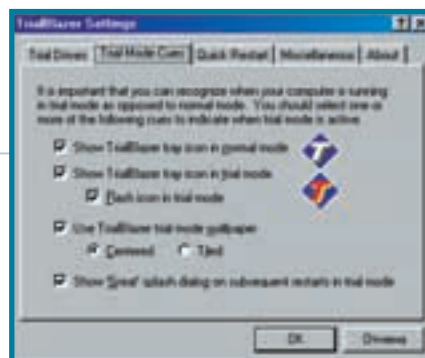 TrialBlazer Settings
Trial Drives Trial Mode Cues Quick Restart Miscellaneous About
It is important that you can recognize when your computer is running
in trial mode as opposed to normal mode. You should select one or
more of the following cues to indicate when trial mode is active.
Show TrialBlazer tray icon in normal mode
Show TrialBlazer tray icon in trial mode
Flash icon in trial mode
Use TrialBlazer trial mode wallpaper
Centered Tiled
Show splash dialog on subsequent restarts in trial mode
OK